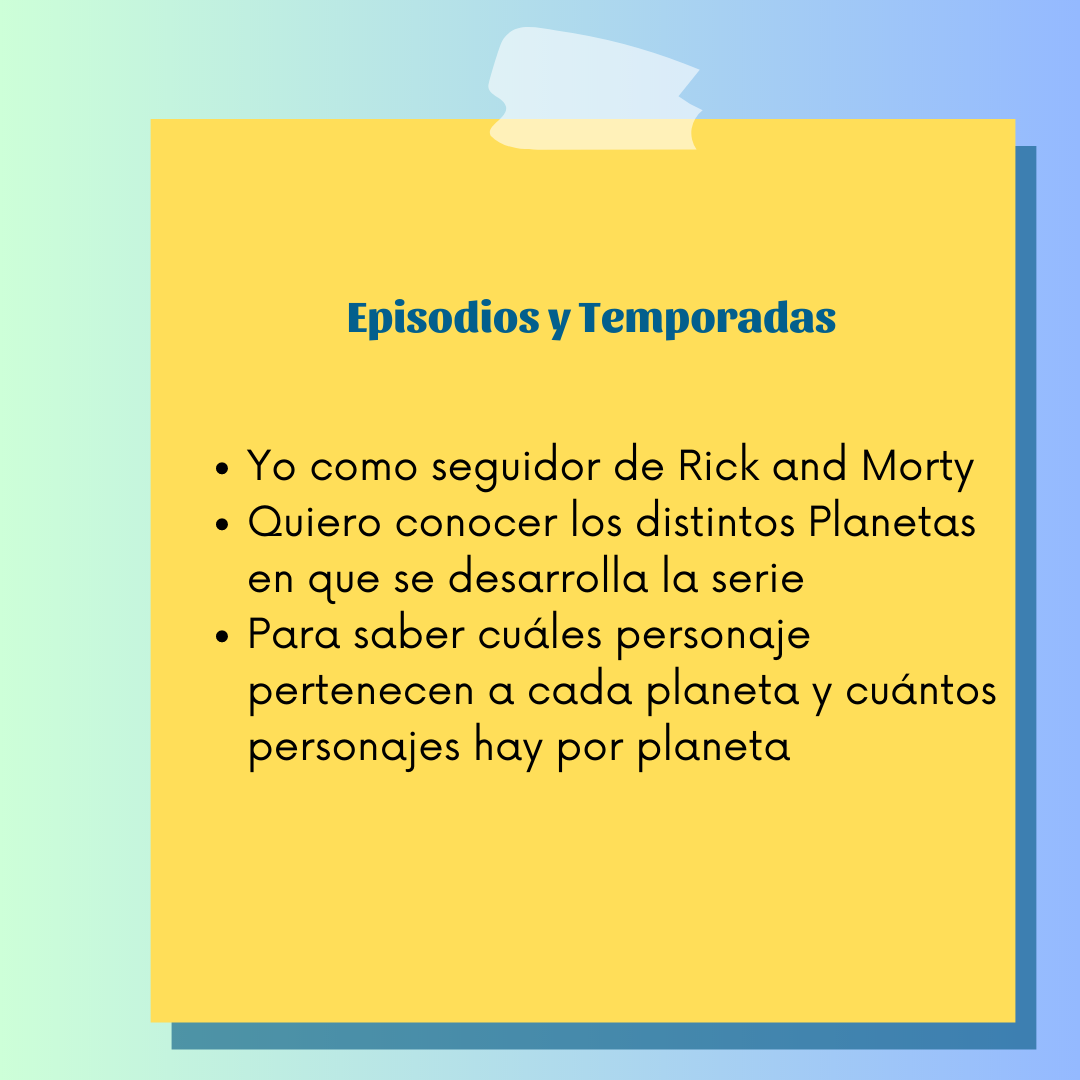 Episodios y Temporadas
• Yo como seguidor de Rick and Morty
• Quiero conocer los distintos Planetas
en que se desarrolla la serie
• Para saber cuáles personaje
pertenecen a cada planeta y cuántos
personajes hay por planeta